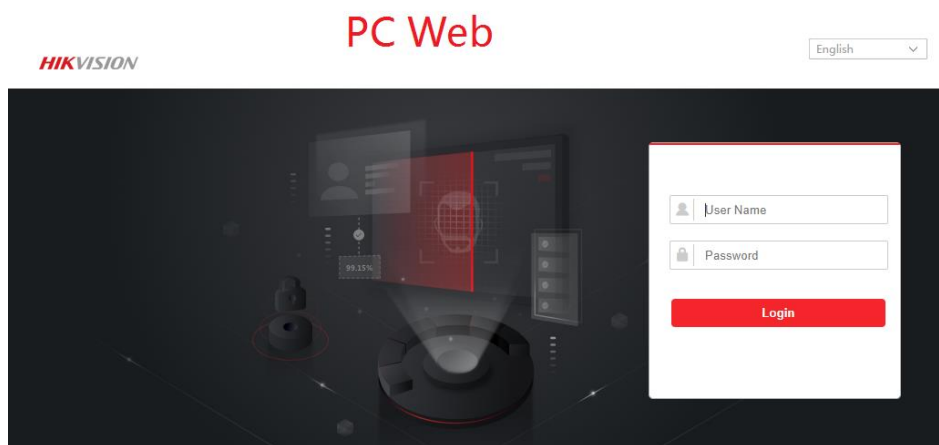 PC Web
HIKVISION
English
99.15%
User Name
Password
Login